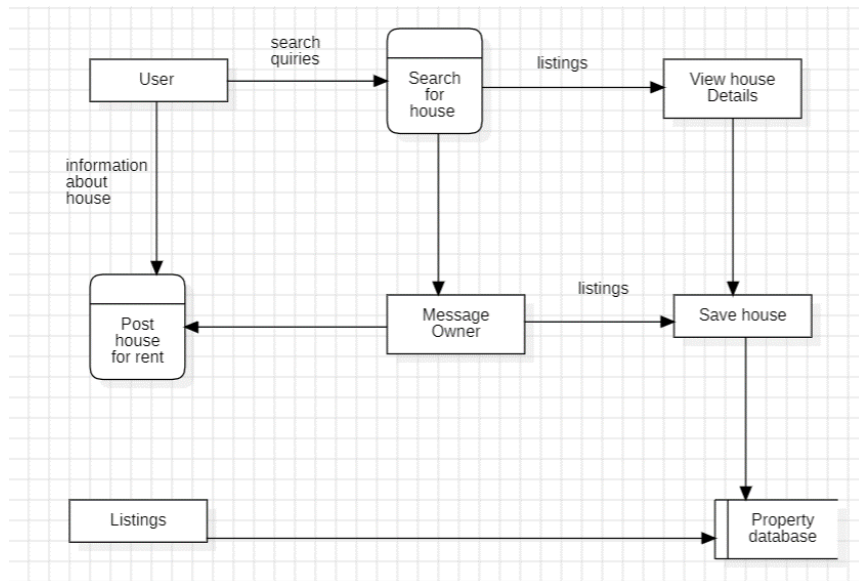 search
quiries
User
Search
for
house
listings
View house
Details
information
about
house
Post
house
for rent
Message
Owner
listings
Save house
Listings
Property
database